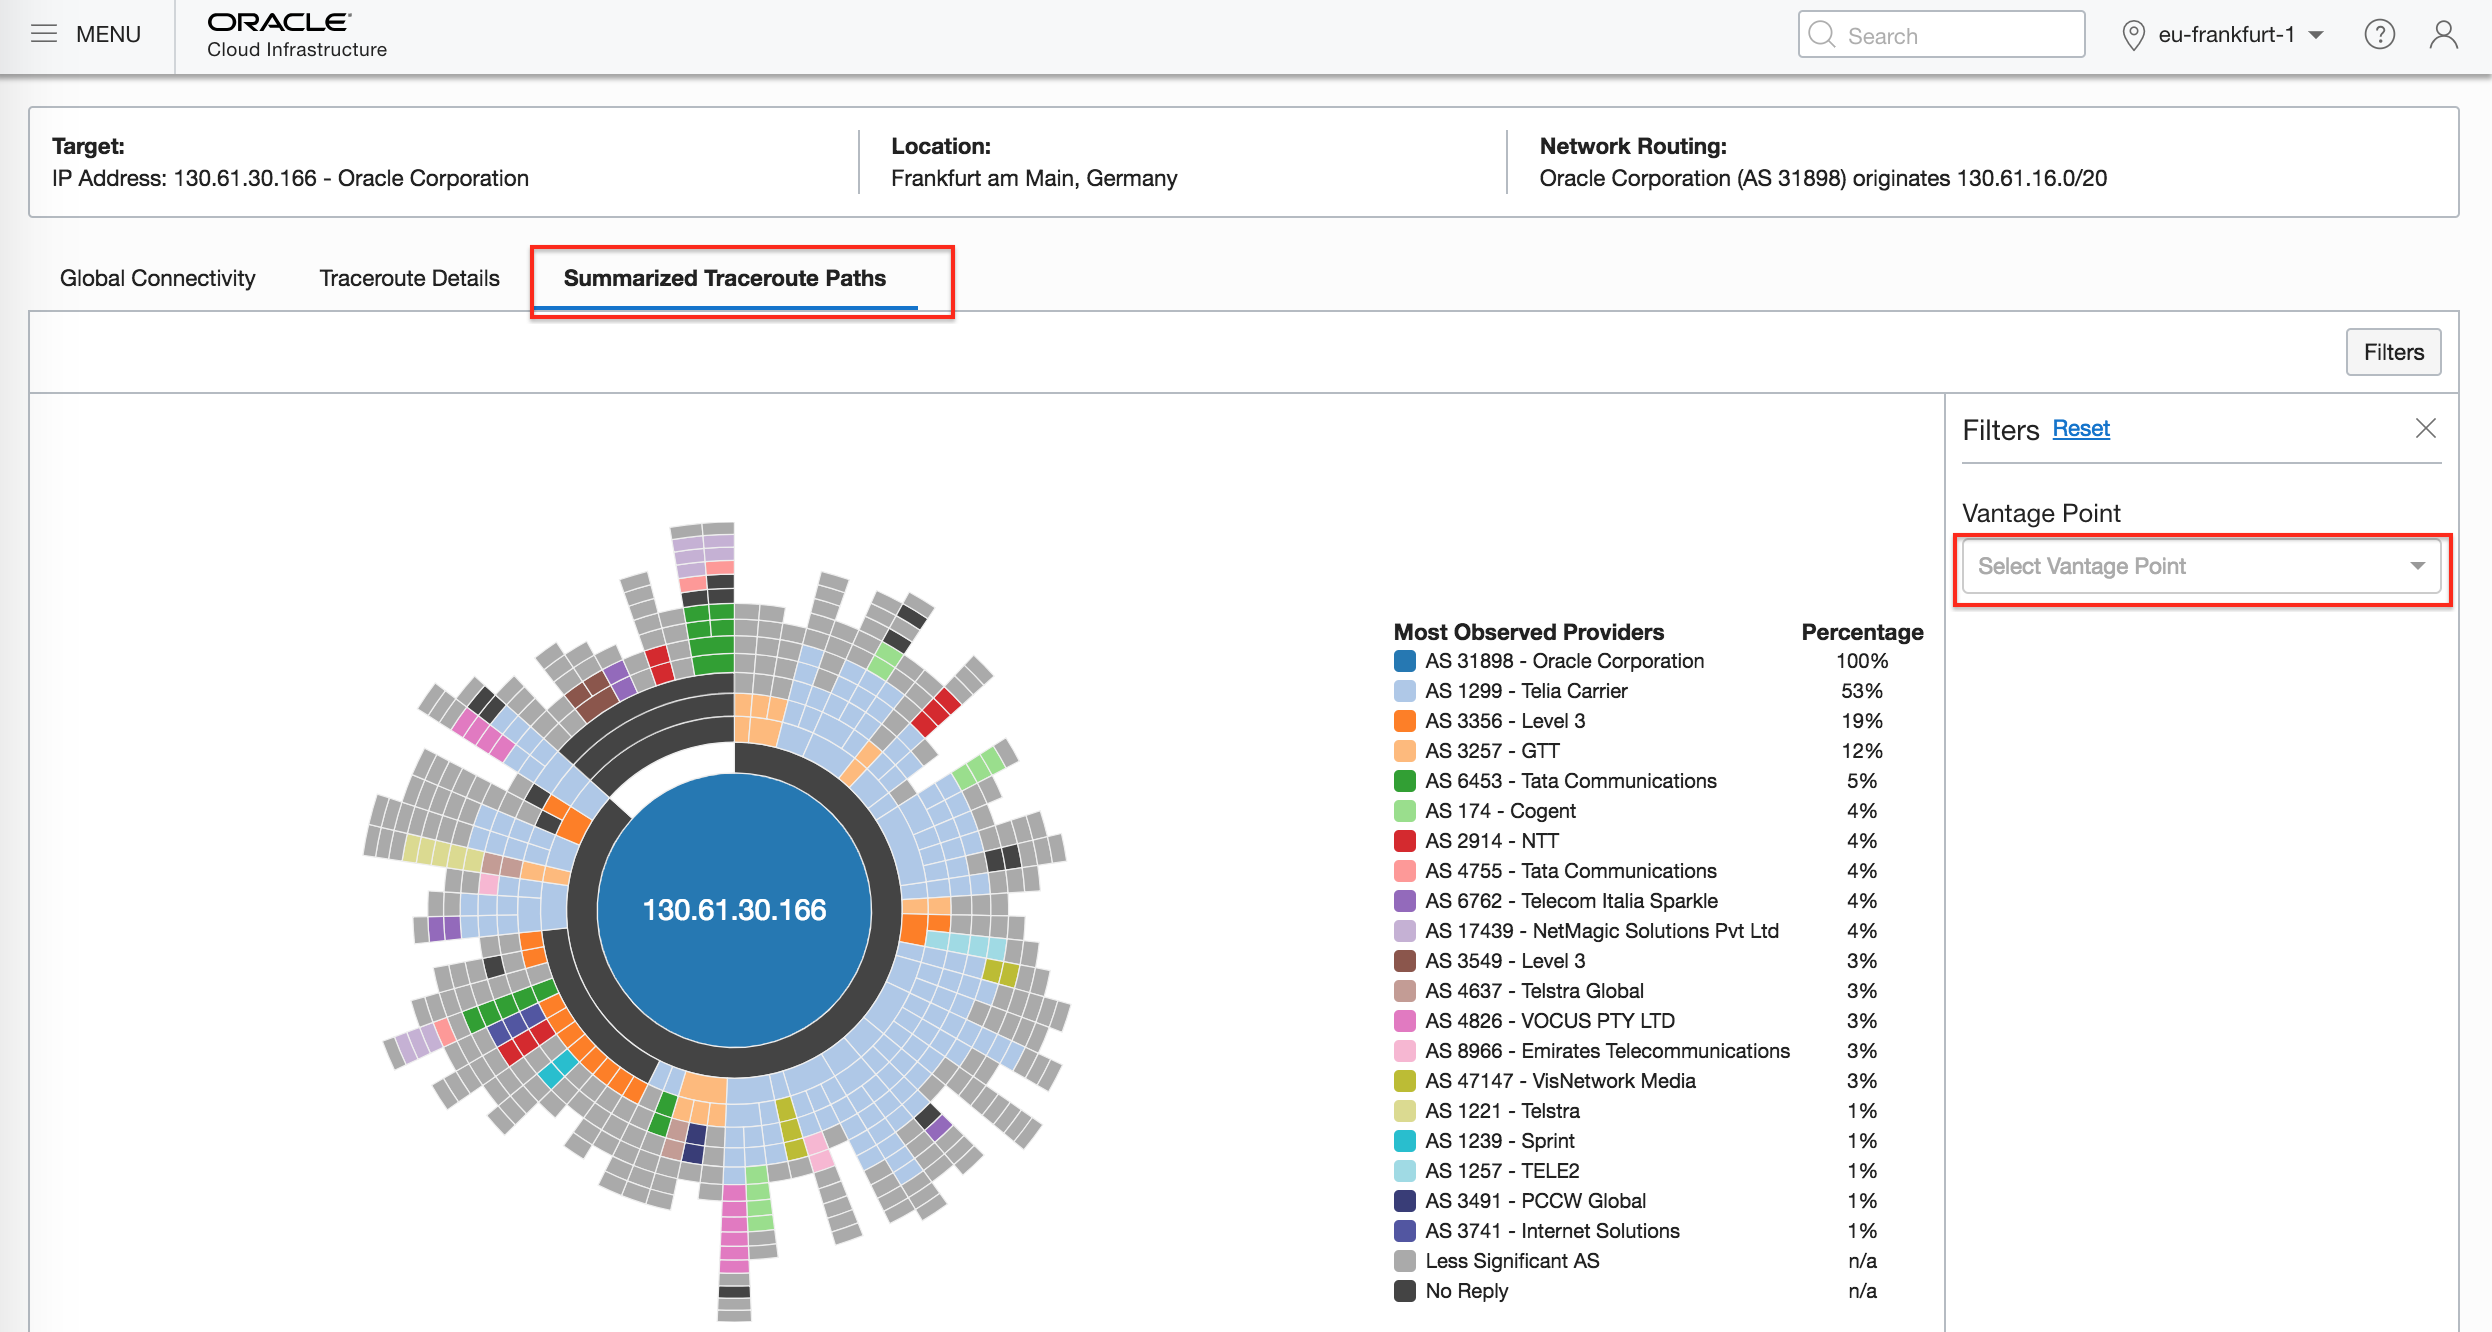 MENU
ORACLE
Cloud Infrastructure
Search
eu-frankfurt-1
?
Target:
IP Address: 130.61.30.166 - Oracle Corporation
Location:
Frankfurt am Main, Germany
Network Routing:
Oracle Corporation (AS 31898) originates 130.61.16.0/20
Global Connectivity
Traceroute Details
Summarized Traceroute Paths
Filters
Filters Reset
Vantage Point
Select Vantage Point
130.61.30.166
Most Observed Providers Percentage
AS 31898 - Oracle Corporation 100%
AS 1299 - Telia Carrier 53%
AS 3356 - Level 3 19%
AS 3257 - GTT 12%
AS 6453 - Tata Communications 5%
AS 174 - Cogent 4%
AS 2914 - NTT 4%
AS 4755 - Tata Communications 4%
AS 6762 - Telecom Italia Sparkle 4%
AS 17439 - NetMagic Solutions Pvt Ltd 4%
AS 3549 - Level 3 3%
AS 4637 - Telstra Global 3%
AS 4826 - VOCUS PTY LTD 3%
AS 8966 - Emirates Telecommunications 3%
AS 47147 - VisNetwork Media 3%
AS 1221 - Telstra 1%
AS 1239 - Sprint 1%
AS 1257 - TELE2 1%
AS 3491 - PCCW Global 1%
AS 3741 - Internet Solutions 1%
Less Significant AS n/a
No Reply n/a